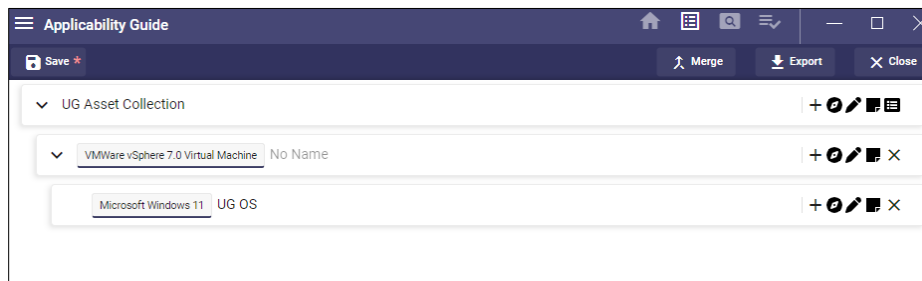 Applicability Guide
Save *
Merge
Export
Close
UG Asset Collection
VMWare vSphere 7.0 Virtual Machine No Name
Microsoft Windows 11 UG OS